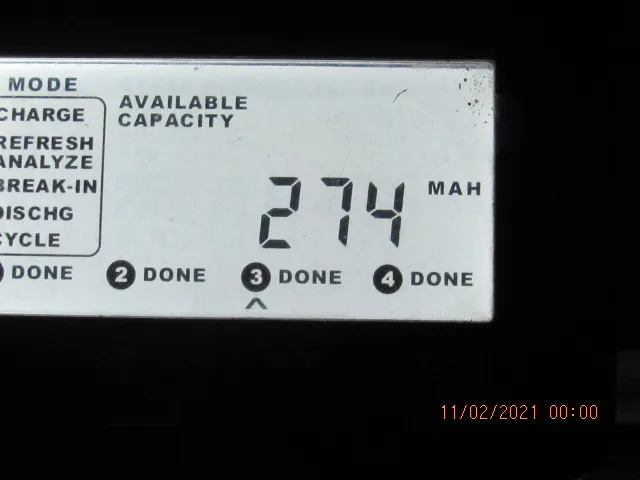 MODE
CHARGE
REFRESH
ANALYZE
BREAK-IN
DISCHG
CYCLE
AVAILABLE
CAPACITY
274 MAH
DONE 2 DONE 3 DONE 4 DONE
11/02/2021 00:00